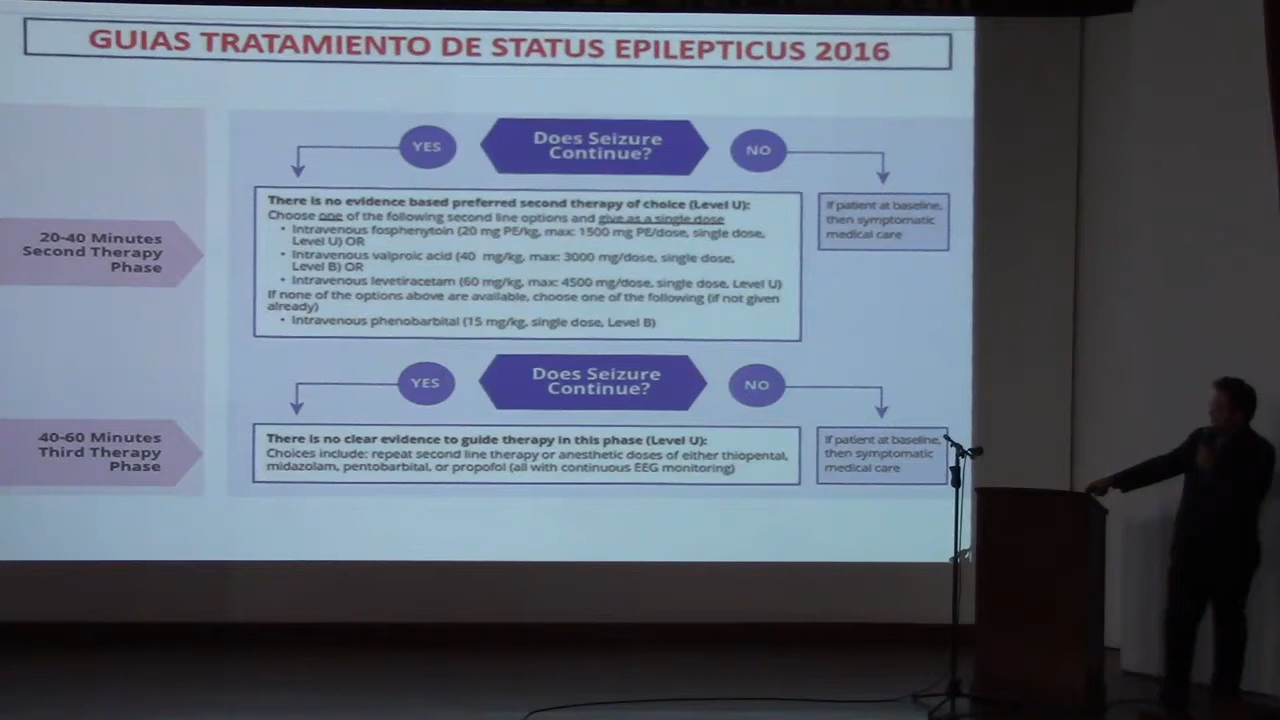 GUIAS TRATAMIENTO DE STATUS EPILEPTICUS 2016
YES
Does Seizure
Continue?
NO
20-40 Minutes
Second Therapy
Phase
There is no evidence based preferred second therapy of choice (Level U):
Choose one of the following second line options and give as a single dose
• Intravenous fosphenytoin (20 mg PE/kg, max: 1500 mg PE/dose, single dose,
Level U) OR
• Intravenous valproic acid (40 mg/kg, max: 3000 mg/dose, single dose,
Level B) OR
• Intravenous levetiracetam (60 mg/kg, max: 4500 mg/dose, single dose, Level U)
If none of the options above are available, choose one of the following (if not given
already)
• Intravenous phenobarbital (15 mg/kg, single dose, Level B)
If patient at baseline,
then symptomatic
medical care
YES
Does Seizure
Continue?
NO
40-60 Minutes
Third Therapy
Phase
There is no clear evidence to guide therapy in this phase (Level U):
Choices include: repeat second line therapy or anesthetic doses of either thiopental,
midazolam, pentobarbital, or propofol (all with continuous EEG monitoring)
If patient at baseline,
then symptomatic
medical care